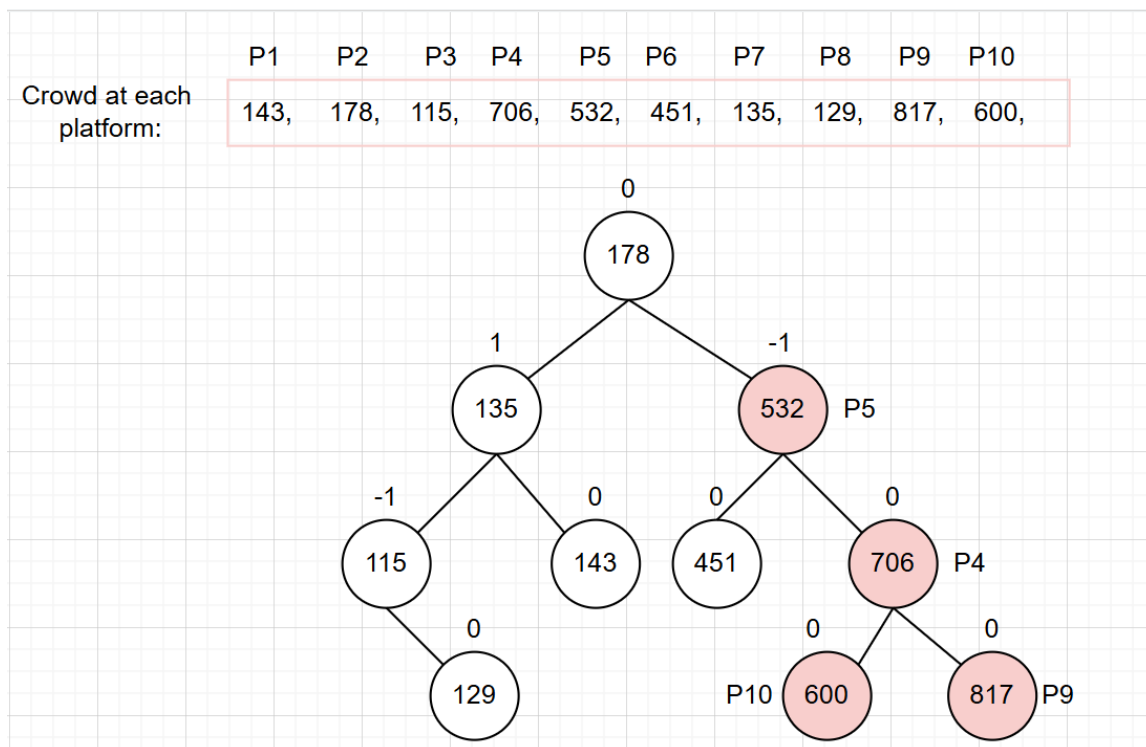 P1 P2 P3 P4 P5 P6 P7 P8 P9 P10
Crowd at each
platform:
143, 178, 115, 706, 532, 451, 135, 129, 817, 600,
0
178
1 -1
135 532 P5
-1 0 0 0
115 143 451 706 P4
0 0 0
129 P10 600 817 P9